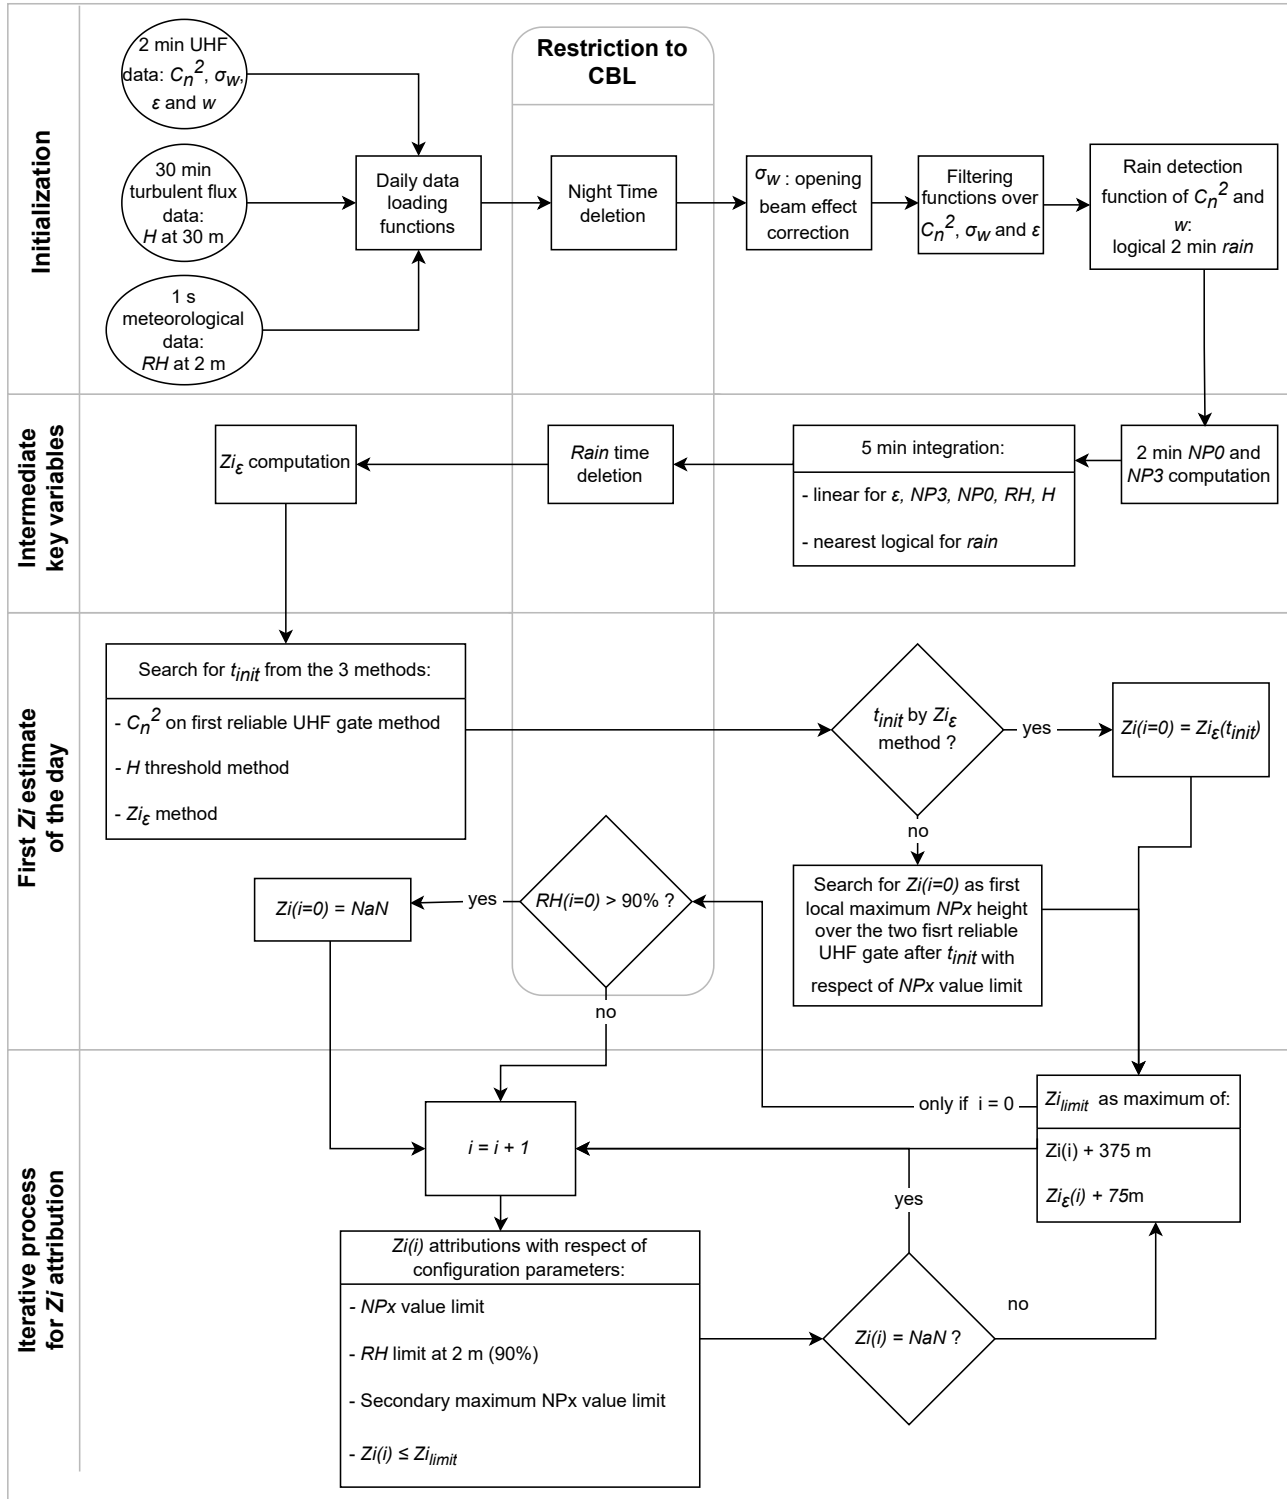 Initialization
2 min UHF
data: Cn², σw,
ε and w
30 min
turbulent flux
data:
H at 30 m
1 s
meteorological
data:
RH at 2 m
Daily data
loading
functions
Restriction to
CBL
Night Time
deletion
σw : opening
beam effect
correction
Filtering
functions over
Cn², σw and ε
Rain detection
function of Cn² and
w:
logical 2 min rain
Intermediate
key variables
Ziε computation
Rain time
deletion
5 min integration:
- linear for ε, NP3, NP0, RH, H
- nearest logical for rain
2 min NP0 and
NP3 computation
First Zi estimate
of the day
Search for tinit from the 3 methods:
- Cn² on first reliable UHF gate method
- H threshold method
- Ziε method
tinit by Ziε
method ?
yes
Zi(i=0) = Ziε(tinit)
no
Search for Zi(i=0) as first
local maximum NPx height
over the two fisrt reliable
UHF gate after tinit with
respect of NPx value limit
RH(i=0) > 90% ?
yes
Zi(i=0) = NaN
no
Iterative process
for Zi attribution
only if i = 0
Zilimit as maximum of:
Zi(i) + 375 m
Ziε(i) + 75m
i = i + 1
yes
Zi(i) attributions with respect of
configuration parameters:
- NPx value limit
- RH limit at 2 m (90%)
- Secondary maximum NPx value limit
- Zi(i) ≤ Zilimit
Zi(i) = NaN ?
no